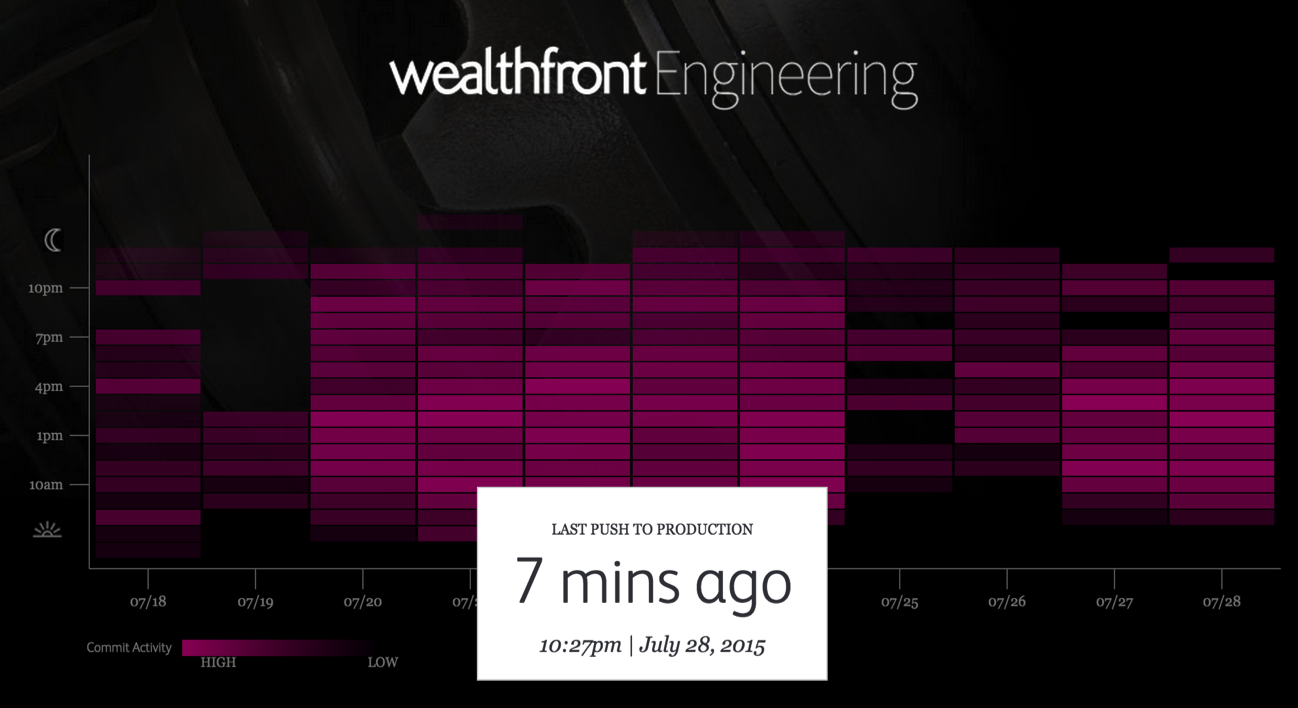 wealthfront Engineering
10pm
7pm
4pm
1pm
10am
LAST PUSH TO PRODUCTION
7 mins ago
10:27pm | July 28, 2015
07/18 07/19 07/20 07/25 07/26 07/27 07/28
Commit Activity
HIGH LOW